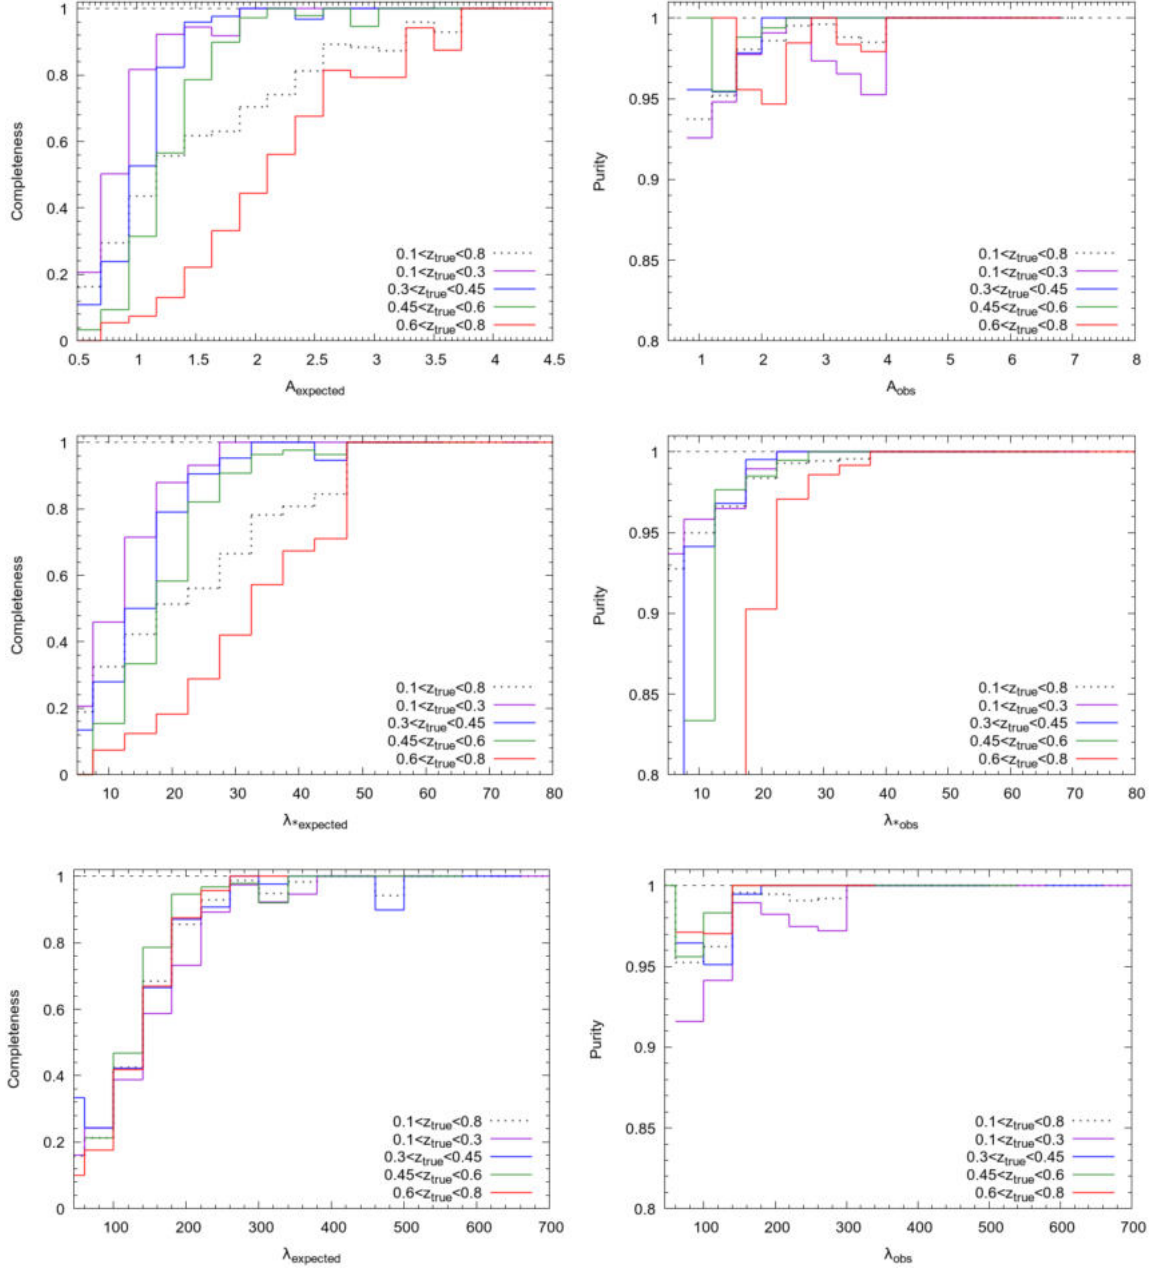 1
0.8
0.6
0.4
0.2
0
Completeness
0.1<z_true<0.8
0.1<z_true<0.3
0.3<z_true<0.45
0.45<z_true<0.6
0.6<z_true<0.8
0.5 1 1.5 2 2.5 3 3.5 4 4.5
A_expected
1
0.95
0.9
0.85
0.8
Purity
0.1<z_true<0.8
0.1<z_true<0.3
0.3<z_true<0.45
0.45<z_true<0.6
0.6<z_true<0.8
1 2 3 4 5 6 7 8
A_obs
1
0.8
0.6
0.4
0.2
0
Completeness
0.1<z_true<0.8
0.1<z_true<0.3
0.3<z_true<0.45
0.45<z_true<0.6
0.6<z_true<0.8
10 20 30 40 50 60 70 80
λ*expected
1
0.95
0.9
0.85
0.8
Purity
0.1<z_true<0.8
0.1<z_true<0.3
0.3<z_true<0.45
0.45<z_true<0.6
0.6<z_true<0.8
10 20 30 40 50 60 70 80
λ*obs
1
0.8
0.6
0.4
0.2
0
Completeness
0.1<z_true<0.8
0.1<z_true<0.3
0.3<z_true<0.45
0.45<z_true<0.6
0.6<z_true<0.8
100 200 300 400 500 600 700
λ_expected
1
0.95
0.9
0.85
0.8
Purity
0.1<z_true<0.8
0.1<z_true<0.3
0.3<z_true<0.45
0.45<z_true<0.6
0.6<z_true<0.8
100 200 300 400 500 600 700
λ_obs